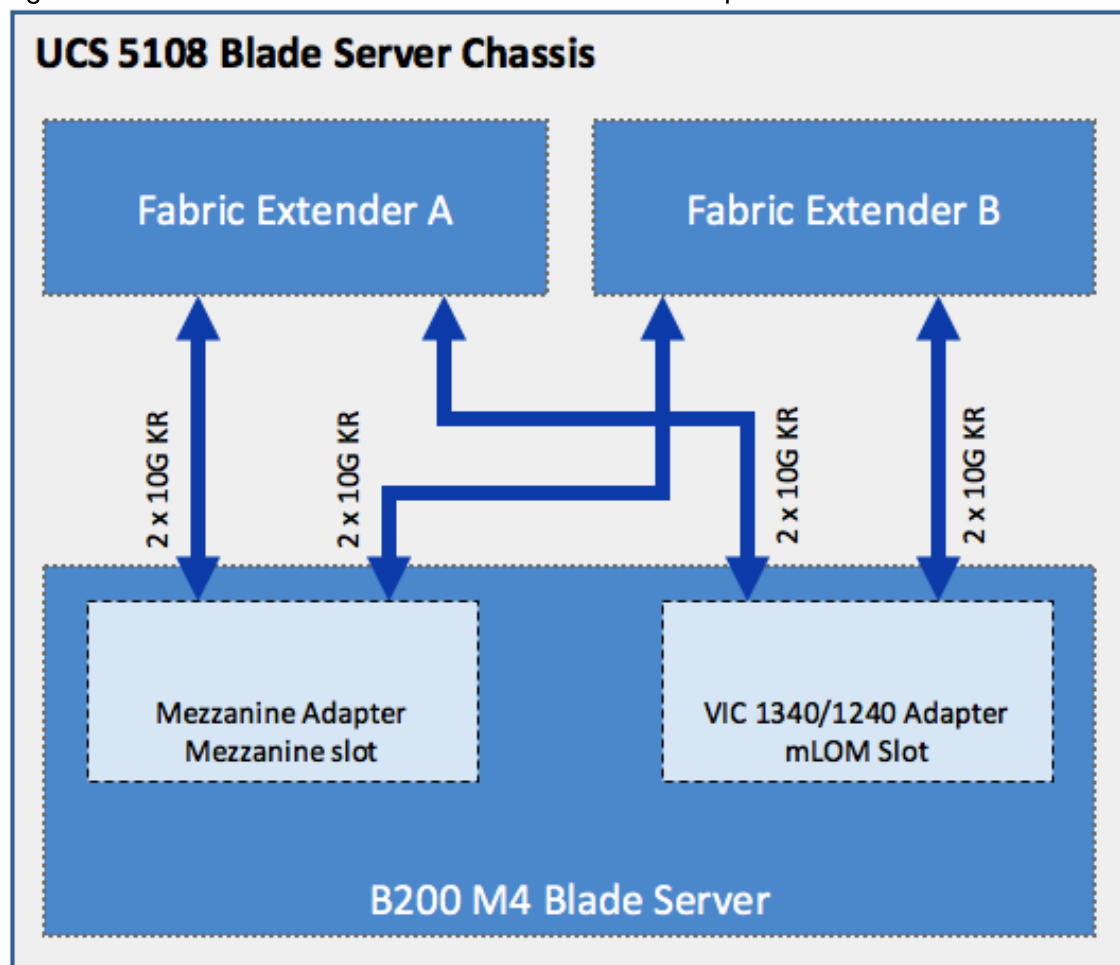 UCS 5108 Blade Server Chassis
Fabric Extender A
Fabric Extender B
2 x 10G KR
2 x 10G KR
2 x 10G KR
2 x 10G KR
Mezzanine Adapter
Mezzanine slot
VIC 1340/1240 Adapter
mLOM Slot
B200 M4 Blade Server